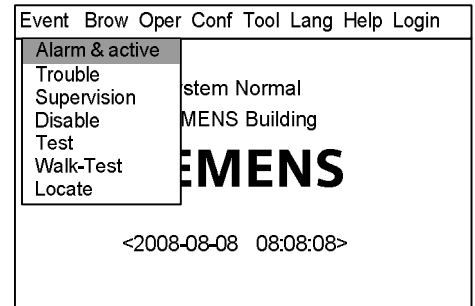 Event Brow Oper Conf Tool Lang Help Login
Alarm & active
Trouble
Supervision
Disable
Test
Walk-Test
Locate
stem Normal
MENS Building
EMENS
<2008-08-08 08:08:08>